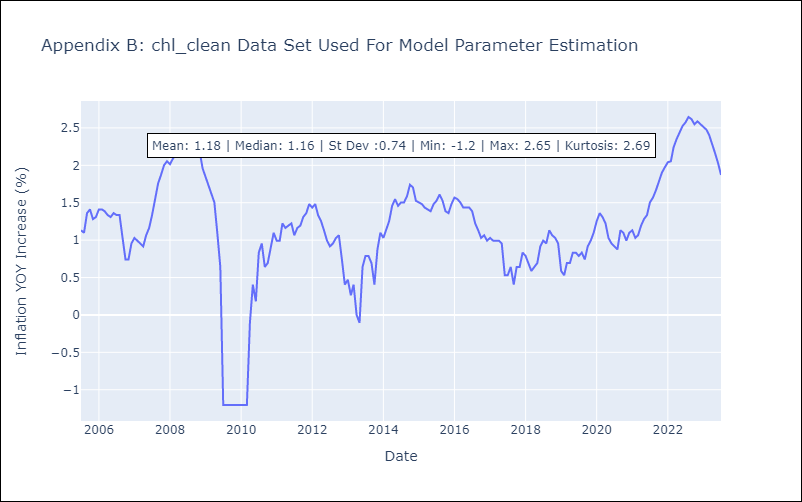 Appendix B: chl_clean Data Set Used For Model Parameter Estimation
Mean: 1.18 | Median: 1.16 | St Dev :0.74 | Min: -1.2 | Max: 2.65 | Kurtosis: 2.69
Inflation YOY Increase (%)
2.5
2
1.5
1
0.5
0
−0.5
−1
2006 2008 2010 2012 2014 2016 2018 2020 2022
Date